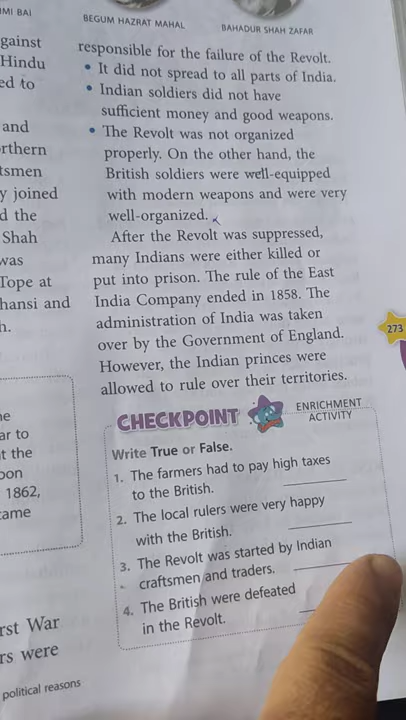 MI BAI
BEGUM HAZRAT MAHAL
BAHADUR SHAH ZAFAR
gainst
Hindu
ed to
and
rthern
tsmen
y joined
d the
Shah
was
Tope at
hansi and
h.
ar to
t the
oon
1862,
came
rst War
rs were
political reasons
responsible for the failure of the Revolt.
• It did not spread to all parts of India.
• Indian soldiers did not have
sufficient money and good weapons.
• The Revolt was not organized
properly. On the other hand, the
British soldiers were well-equipped
with modern weapons and were very
well-organized.
After the Revolt was suppressed,
many Indians were either killed or
put into prison. The rule of the East
India Company ended in 1858. The
administration of India was taken
over by the Government of England.
However, the Indian princes were
allowed to rule over their territories.
273
CHECKPOINT
ENRICHMENT
ACTIVITY
Write True or False.
1. The farmers had to pay high taxes
to the British.
2. The local rulers were very happy
with the British.
3. The Revolt was started by Indian
craftsmen and traders.
4. The British were defeated
in the Revolt.